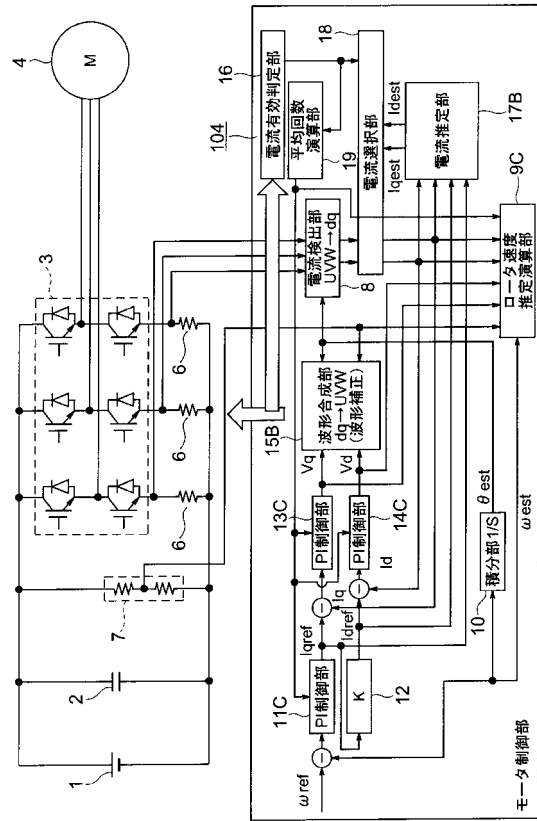 1
2
7
3
6
6
6
4
M
104
16
電流有効判定部
平均回数
演算部
19
18
電流選択部
電流検出部
UVW→dq
8
Iqest
Idest
17B
電流推定部
9C
ロータ速度
推定演算部
15B
波形合成部
dq→UVW
(波形補正)
Vq
Vd
13C
PI制御部
14C
PI制御部
Iq
Id
Iqref
Idref
11C
PI制御部
K
12
ωref
10
積分部1/S
θest
ωest
モータ制御部